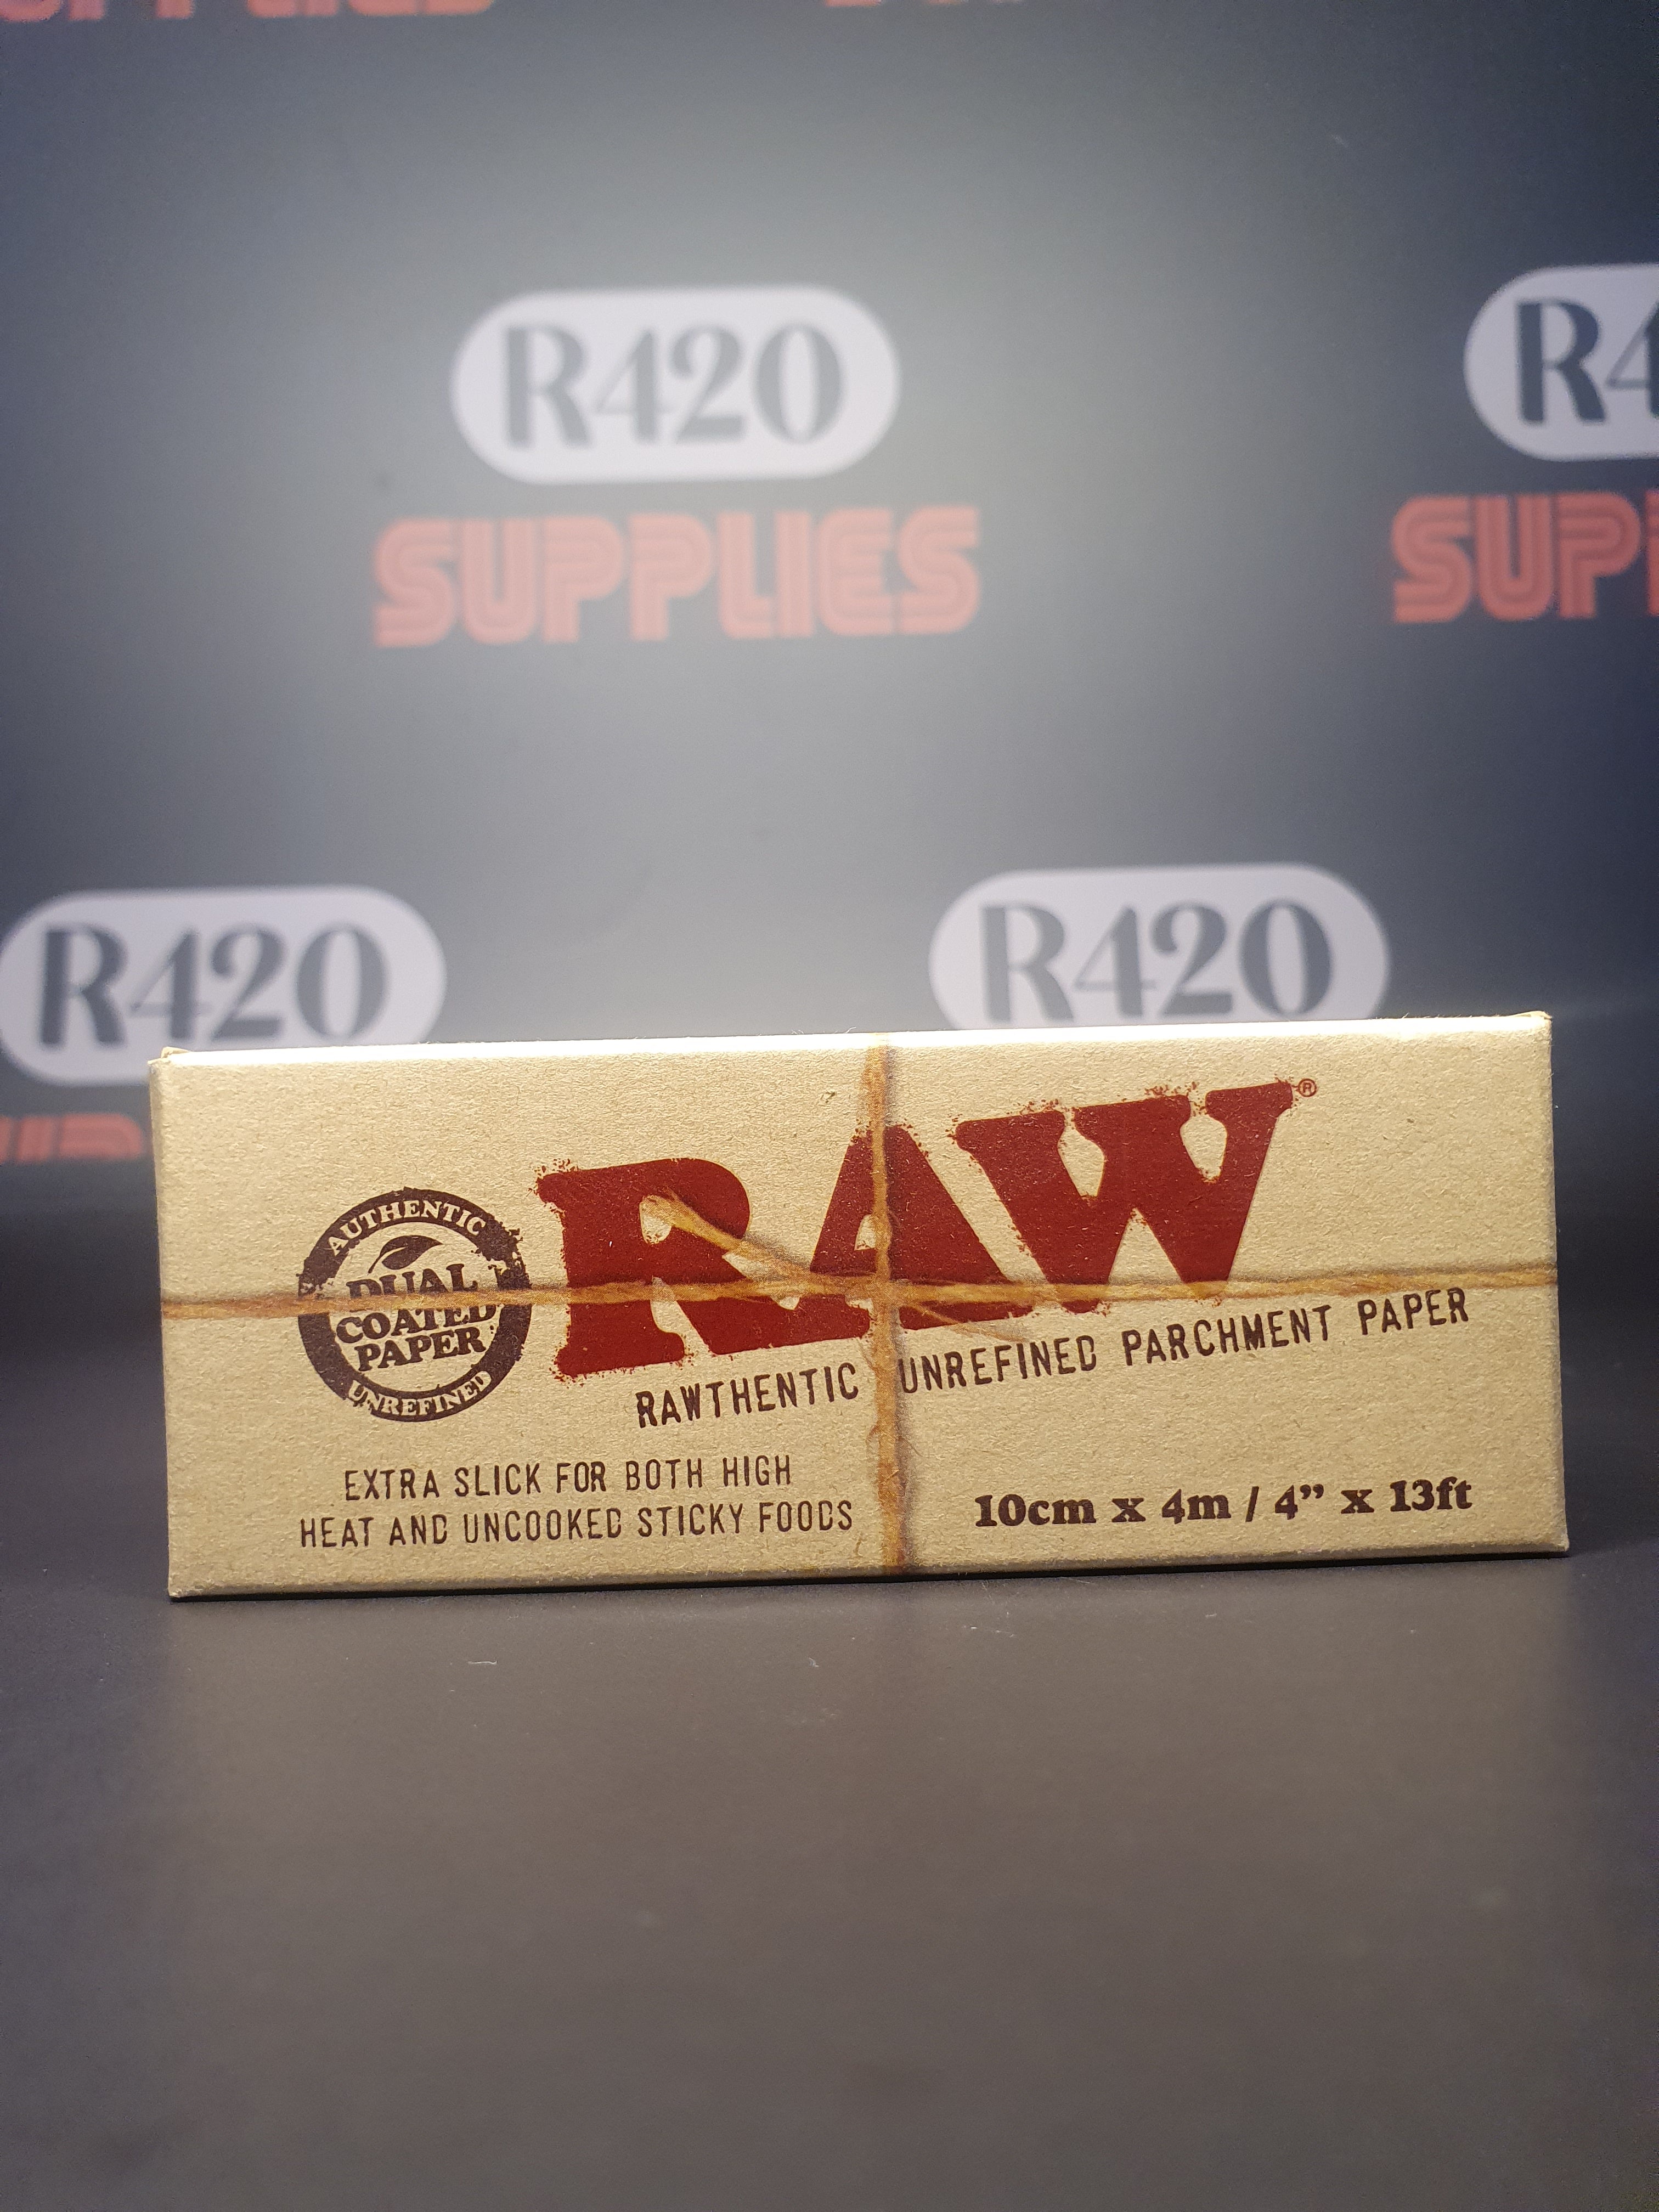 SUPPLIES
R420
SUPPLIES
R4
SUP
R420
R420
RAW®
AUTHENTIC
DUAL
COATED
PAPER
UNREFINED
RAWTHENTIC UNREFINED PARCHMENT PAPER
EXTRA SLICK FOR BOTH HIGH
HEAT AND UNCOOKED STICKY FOODS
10cm x 4m / 4” x 13ft